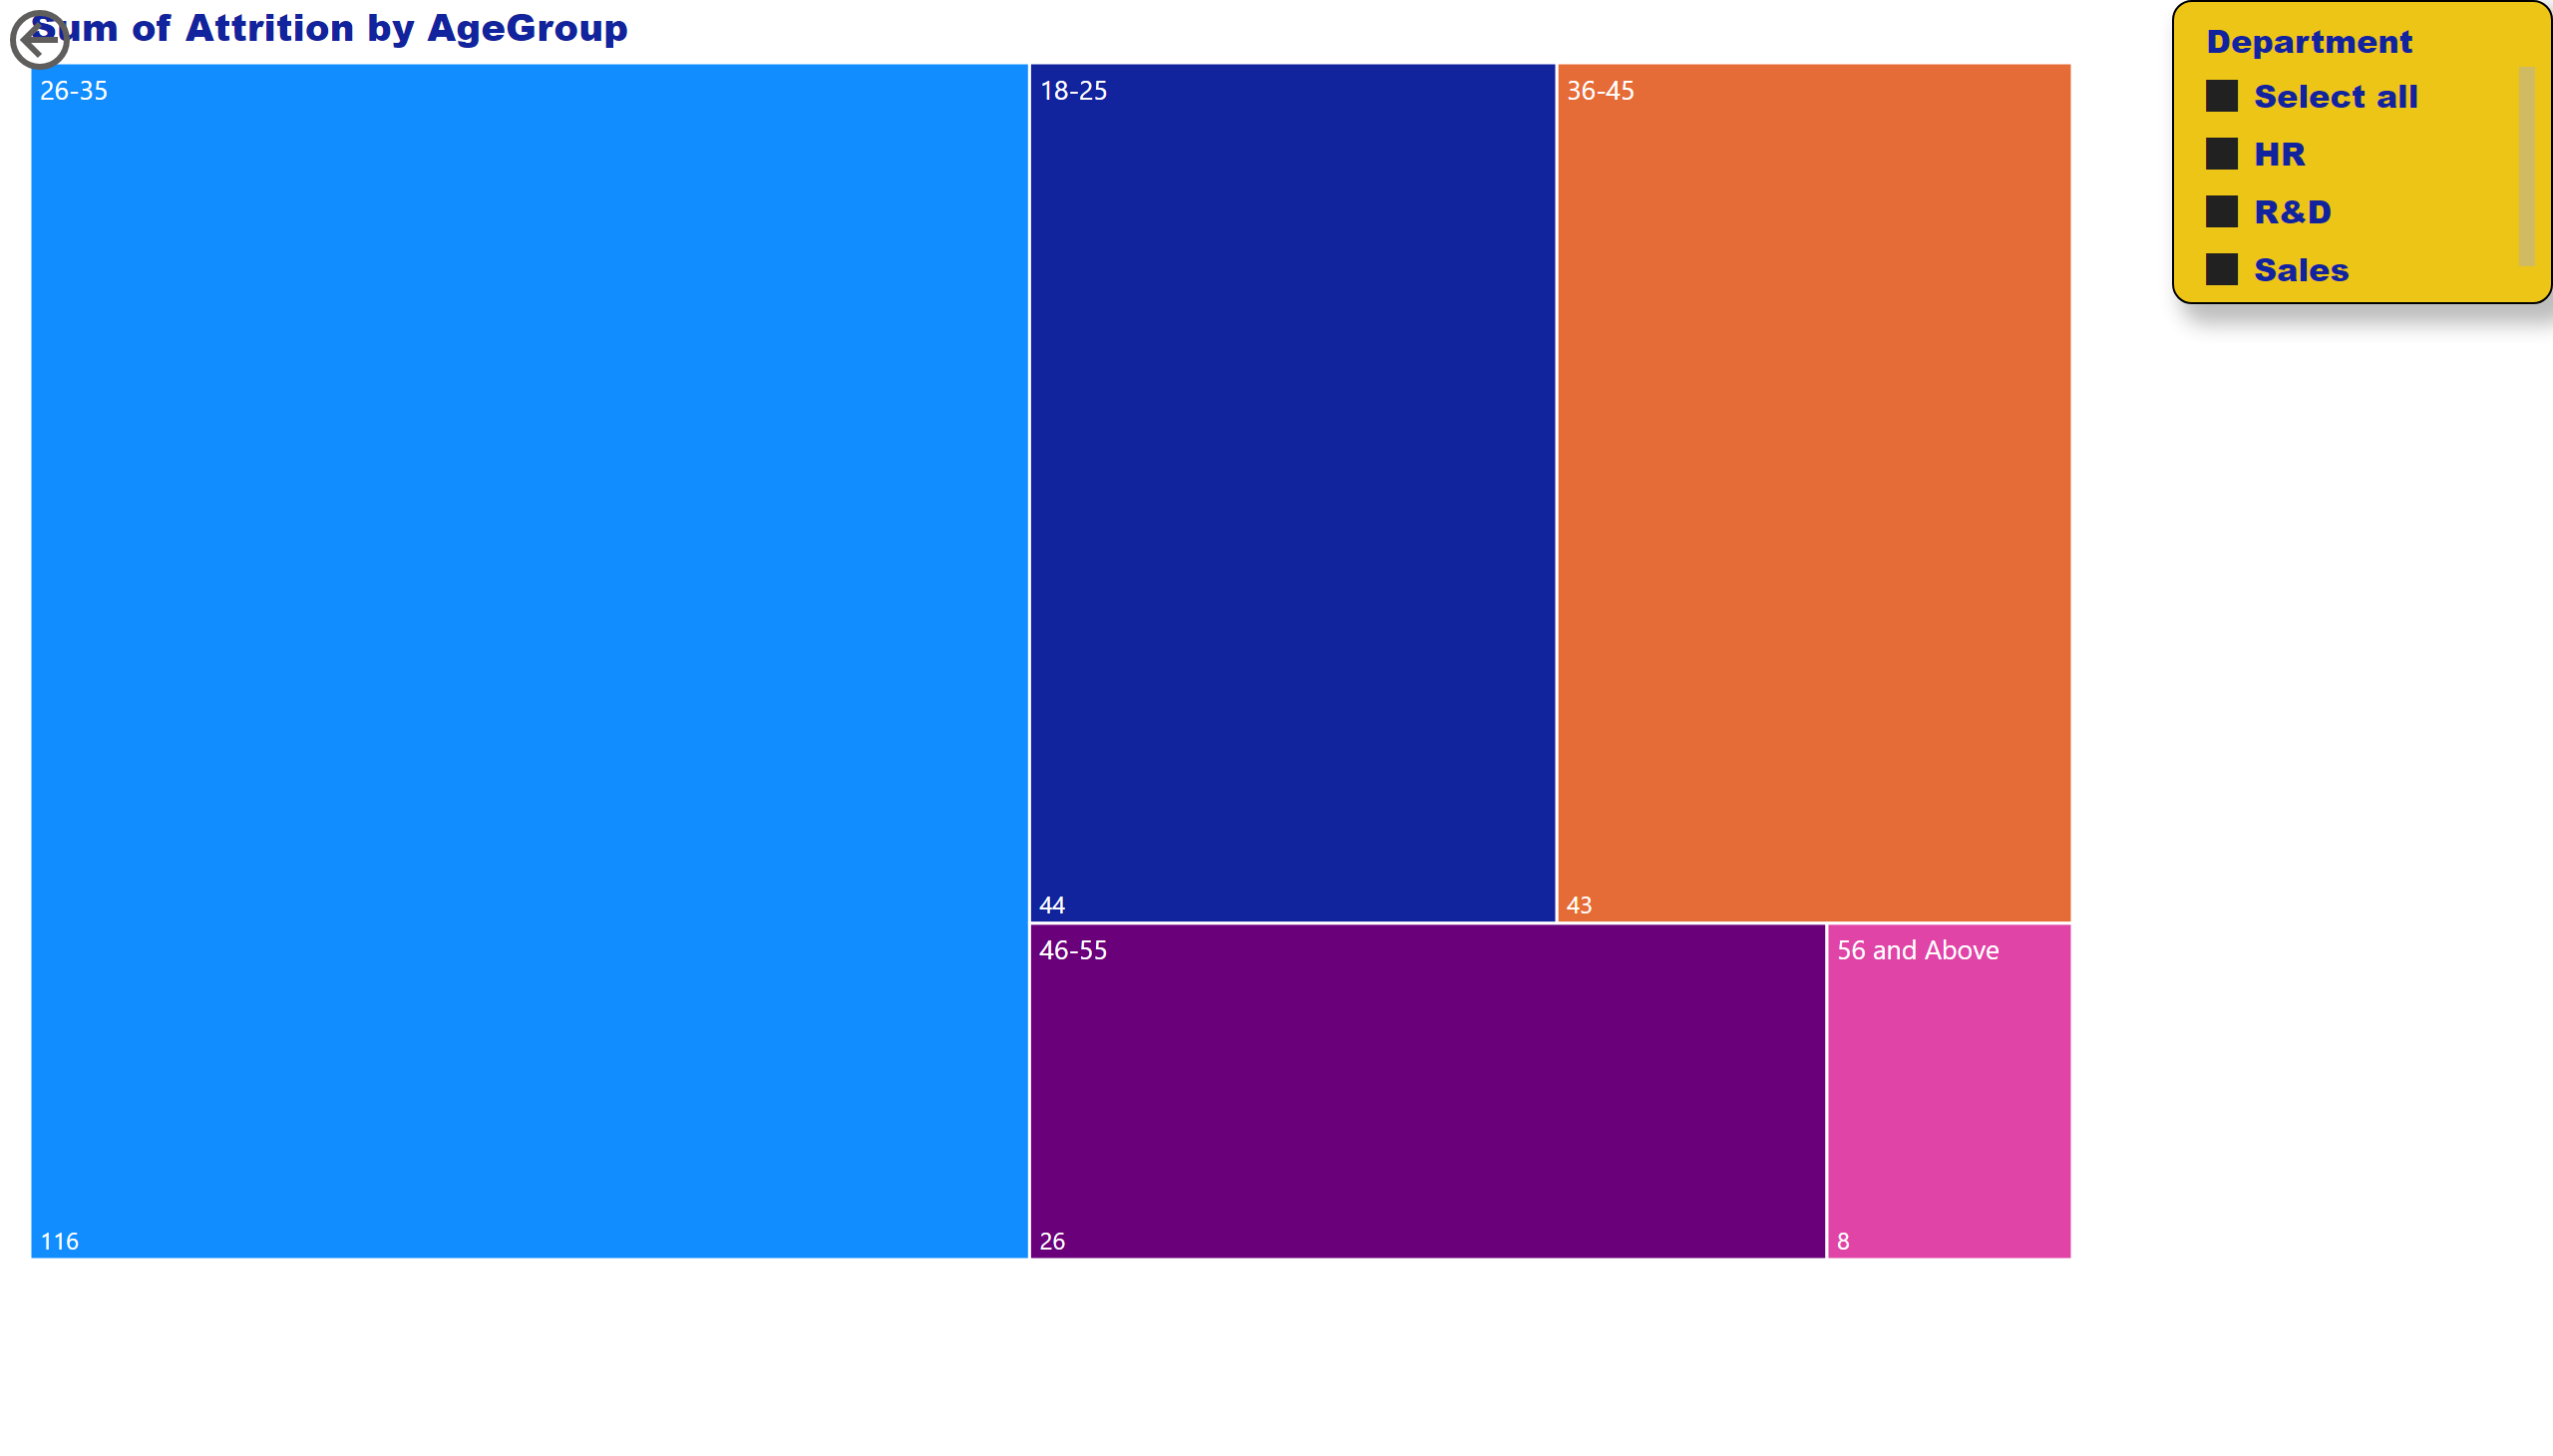 Sum of Attrition by AgeGroup
26-35
116
18-25
44
36-45
43
46-55
26
56 and Above
8
Department
Select all
HR
R&D
Sales